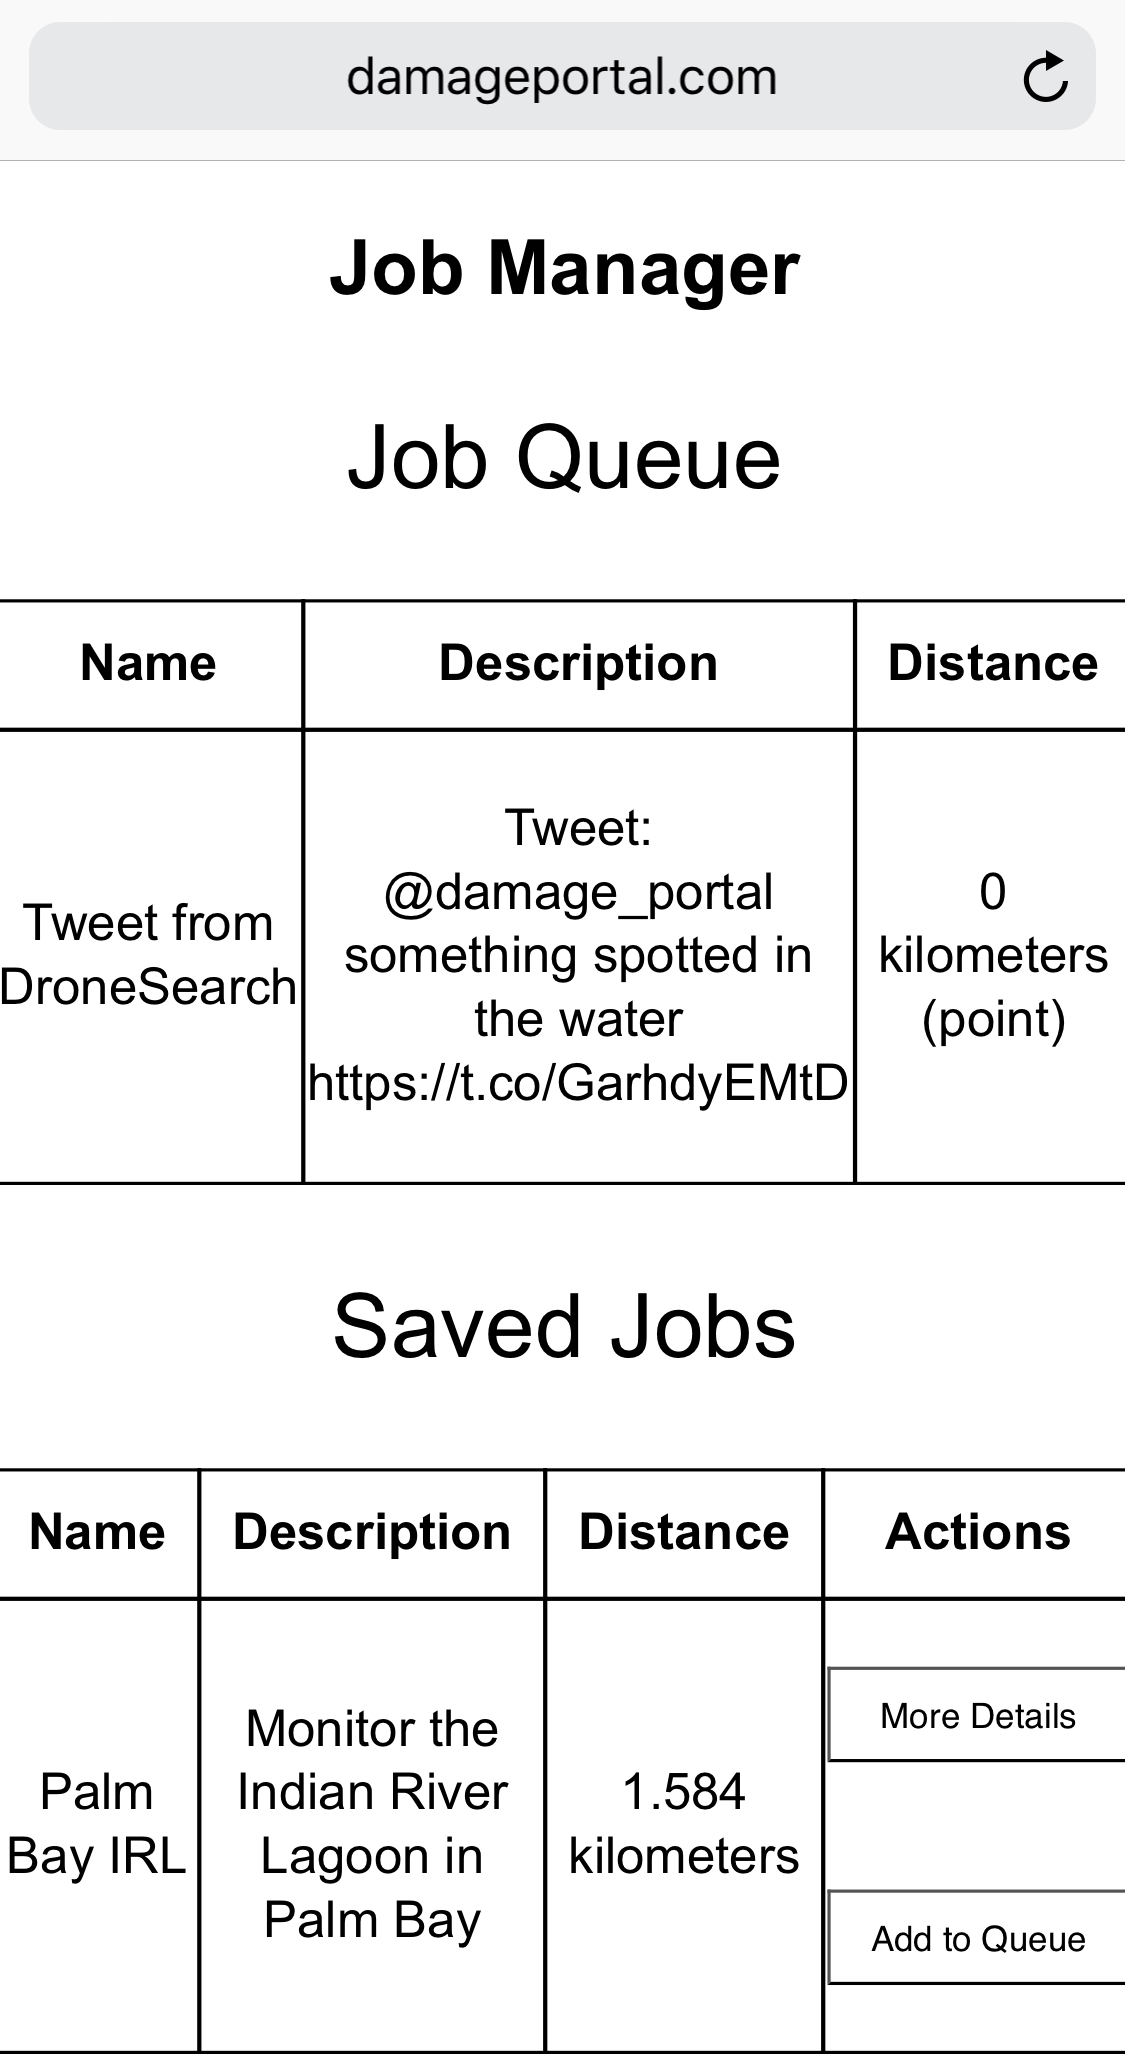 damageportal.com
Job Manager
Job Queue
Name Description Distance
Tweet from
DroneSearch
Tweet:
@damage_portal
something spotted in
the water
https://t.co/GarhdyEMtD
0
kilometers
(point)
Saved Jobs
Name Description Distance Actions
Palm
Bay IRL
Monitor the
Indian River
Lagoon in
Palm Bay
1.584
kilometers
More Details
Add to Queue